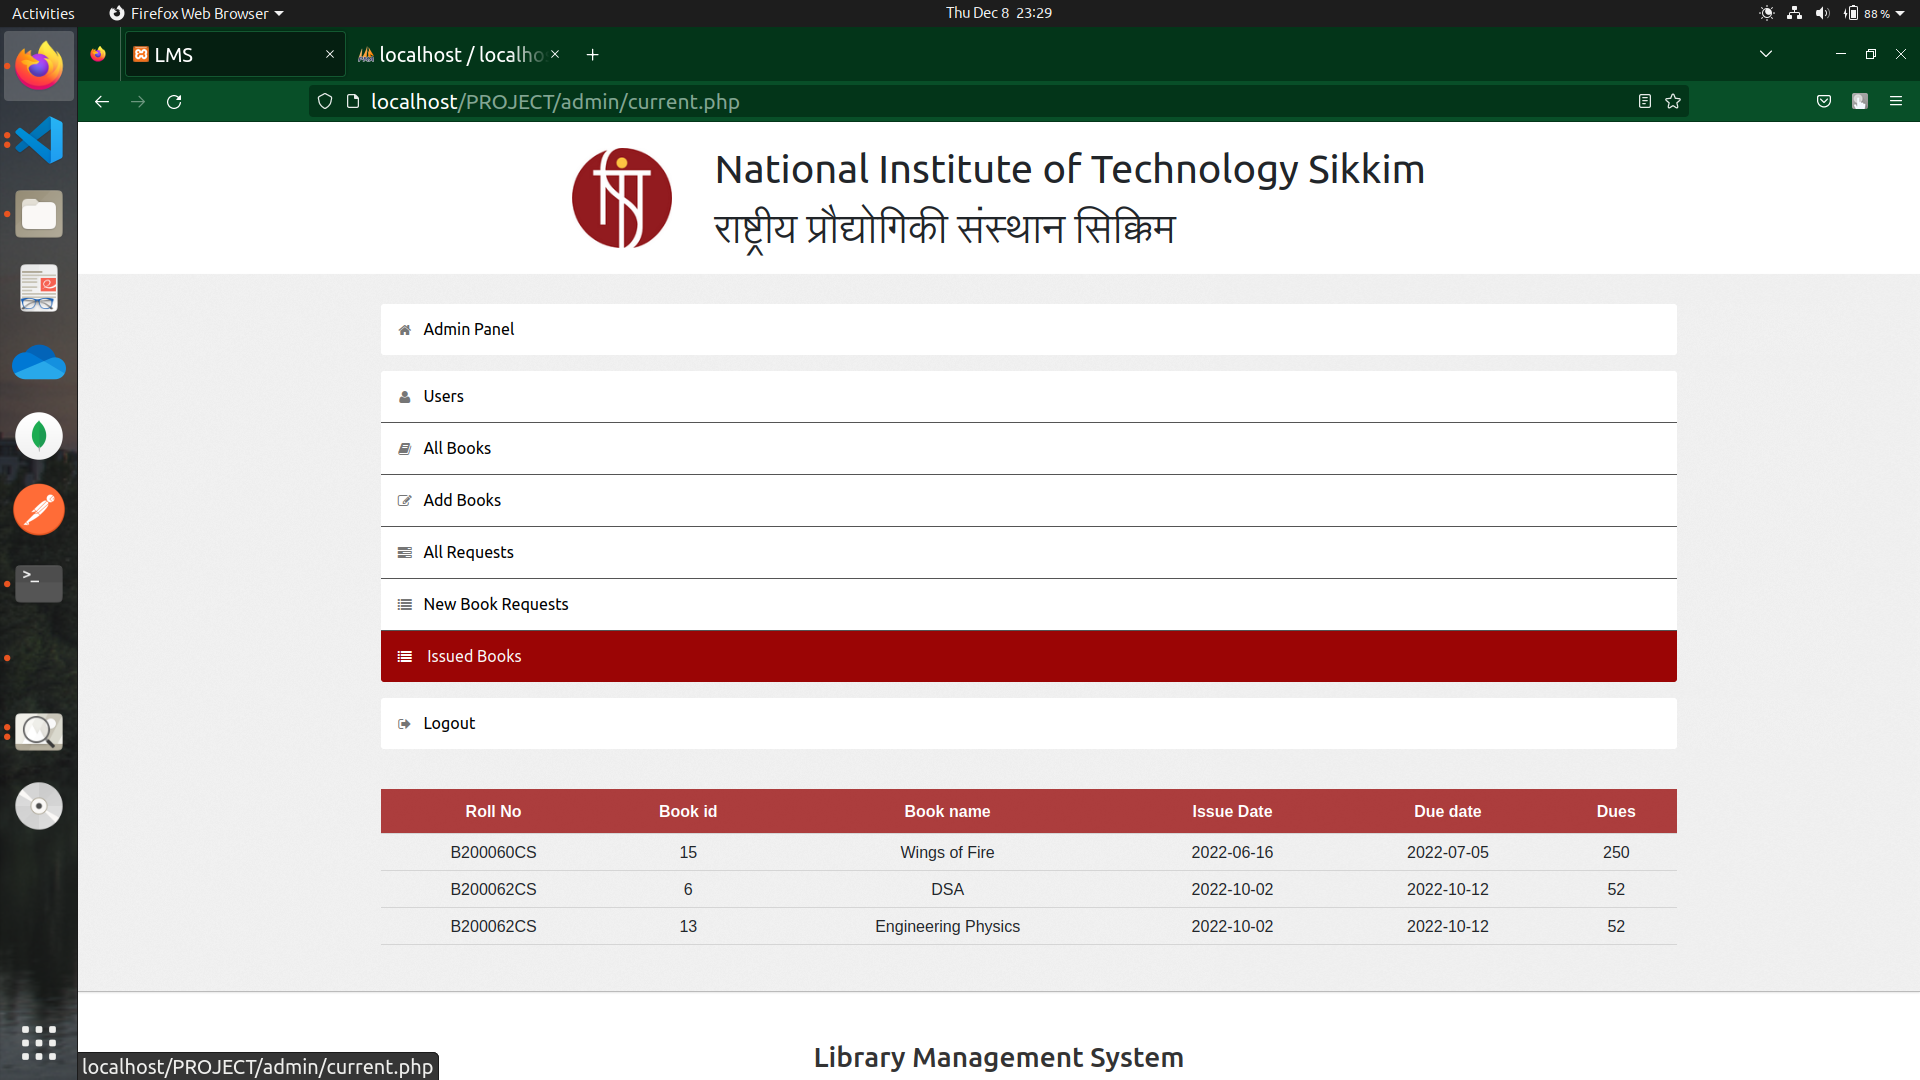 Activities Firefox Web Browser Thu Dec 8 23:29 88 %
LMS localhost / localho
localhost/PROJECT/admin/current.php
National Institute of Technology Sikkim
राष्ट्रीय प्रौद्योगिकी संस्थान सिक्किम
Admin Panel
Users
All Books
Add Books
All Requests
New Book Requests
Issued Books
Logout
Roll No Book id Book name Issue Date Due date Dues
B200060CS 15 Wings of Fire 2022-06-16 2022-07-05 250
B200062CS 6 DSA 2022-10-02 2022-10-12 52
B200062CS 13 Engineering Physics 2022-10-02 2022-10-12 52
Library Management System
localhost/PROJECT/admin/current.php